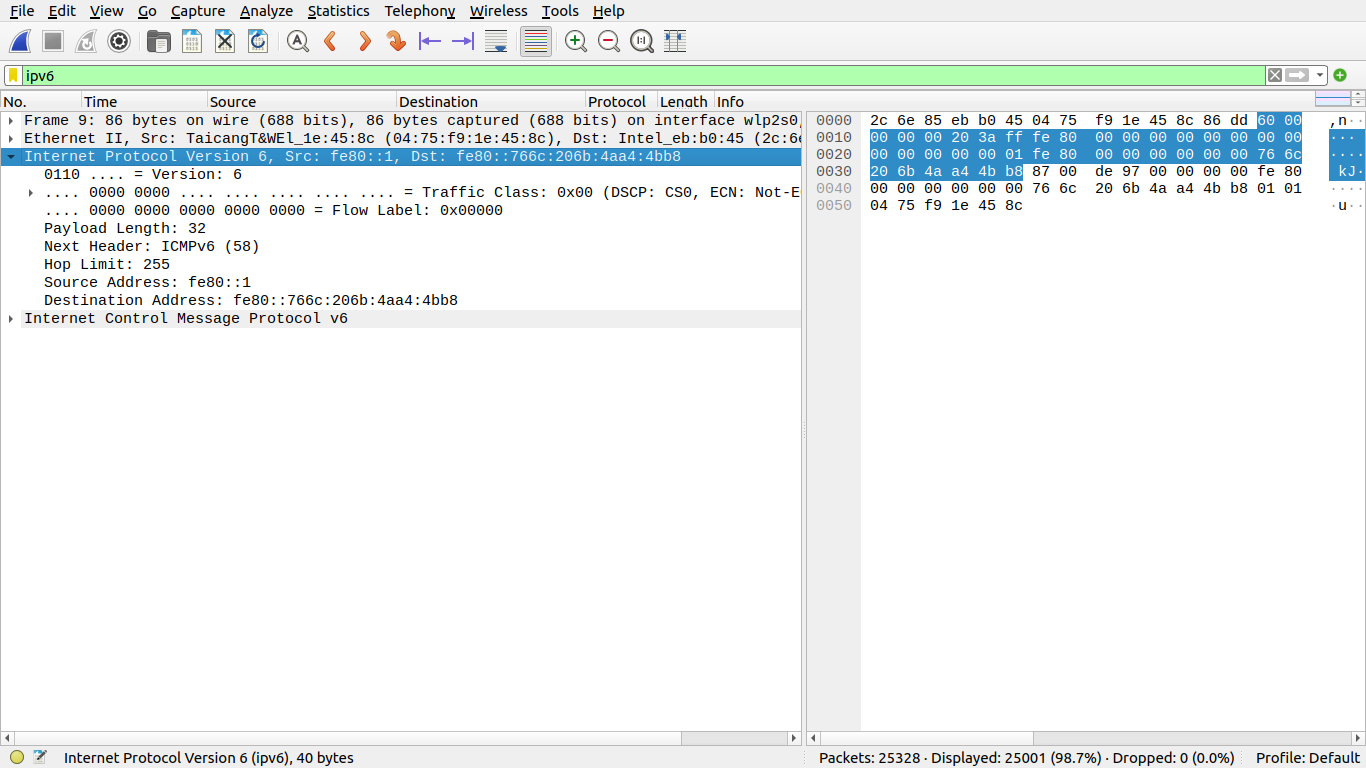 File Edit View Go Capture Analyze Statistics Telephony Wireless Tools Help
ipv6
No. Time Source Destination Protocol Length Info
Frame 9: 86 bytes on wire (688 bits), 86 bytes captured (688 bits) on interface wlp2s0,
Ethernet II, Src: TaicangT&WEl_1e:45:8c (04:75:f9:1e:45:8c), Dst: Intel_eb:b0:45 (2c:6e
Internet Protocol Version 6, Src: fe80::1, Dst: fe80::766c:206b:4aa4:4bb8
0110 .... = Version: 6
.... 0000 0000 .... .... .... .... .... = Traffic Class: 0x00 (DSCP: CS0, ECN: Not-E
.... 0000 0000 0000 0000 0000 = Flow Label: 0x00000
Payload Length: 32
Next Header: ICMPv6 (58)
Hop Limit: 255
Source Address: fe80::1
Destination Address: fe80::766c:206b:4aa4:4bb8
Internet Control Message Protocol v6
0000 2c 6e 85 eb b0 45 04 75 f9 1e 45 8c 86 dd 60 00 ,n··
0010 00 00 00 20 3a ff fe 80 00 00 00 00 00 00 00 00 ···
0020 00 00 00 00 00 01 fe 80 00 00 00 00 00 00 76 6c ····
0030 20 6b 4a a4 4b b8 87 00 de 97 00 00 00 00 fe 80 kJ·
0040 00 00 00 00 00 00 76 6c 20 6b 4a a4 4b b8 01 01 ····
0050 04 75 f9 1e 45 8c ·u··
Internet Protocol Version 6 (ipv6), 40 bytes
Packets: 25328 · Displayed: 25001 (98.7%) · Dropped: 0 (0.0%)
Profile: Default